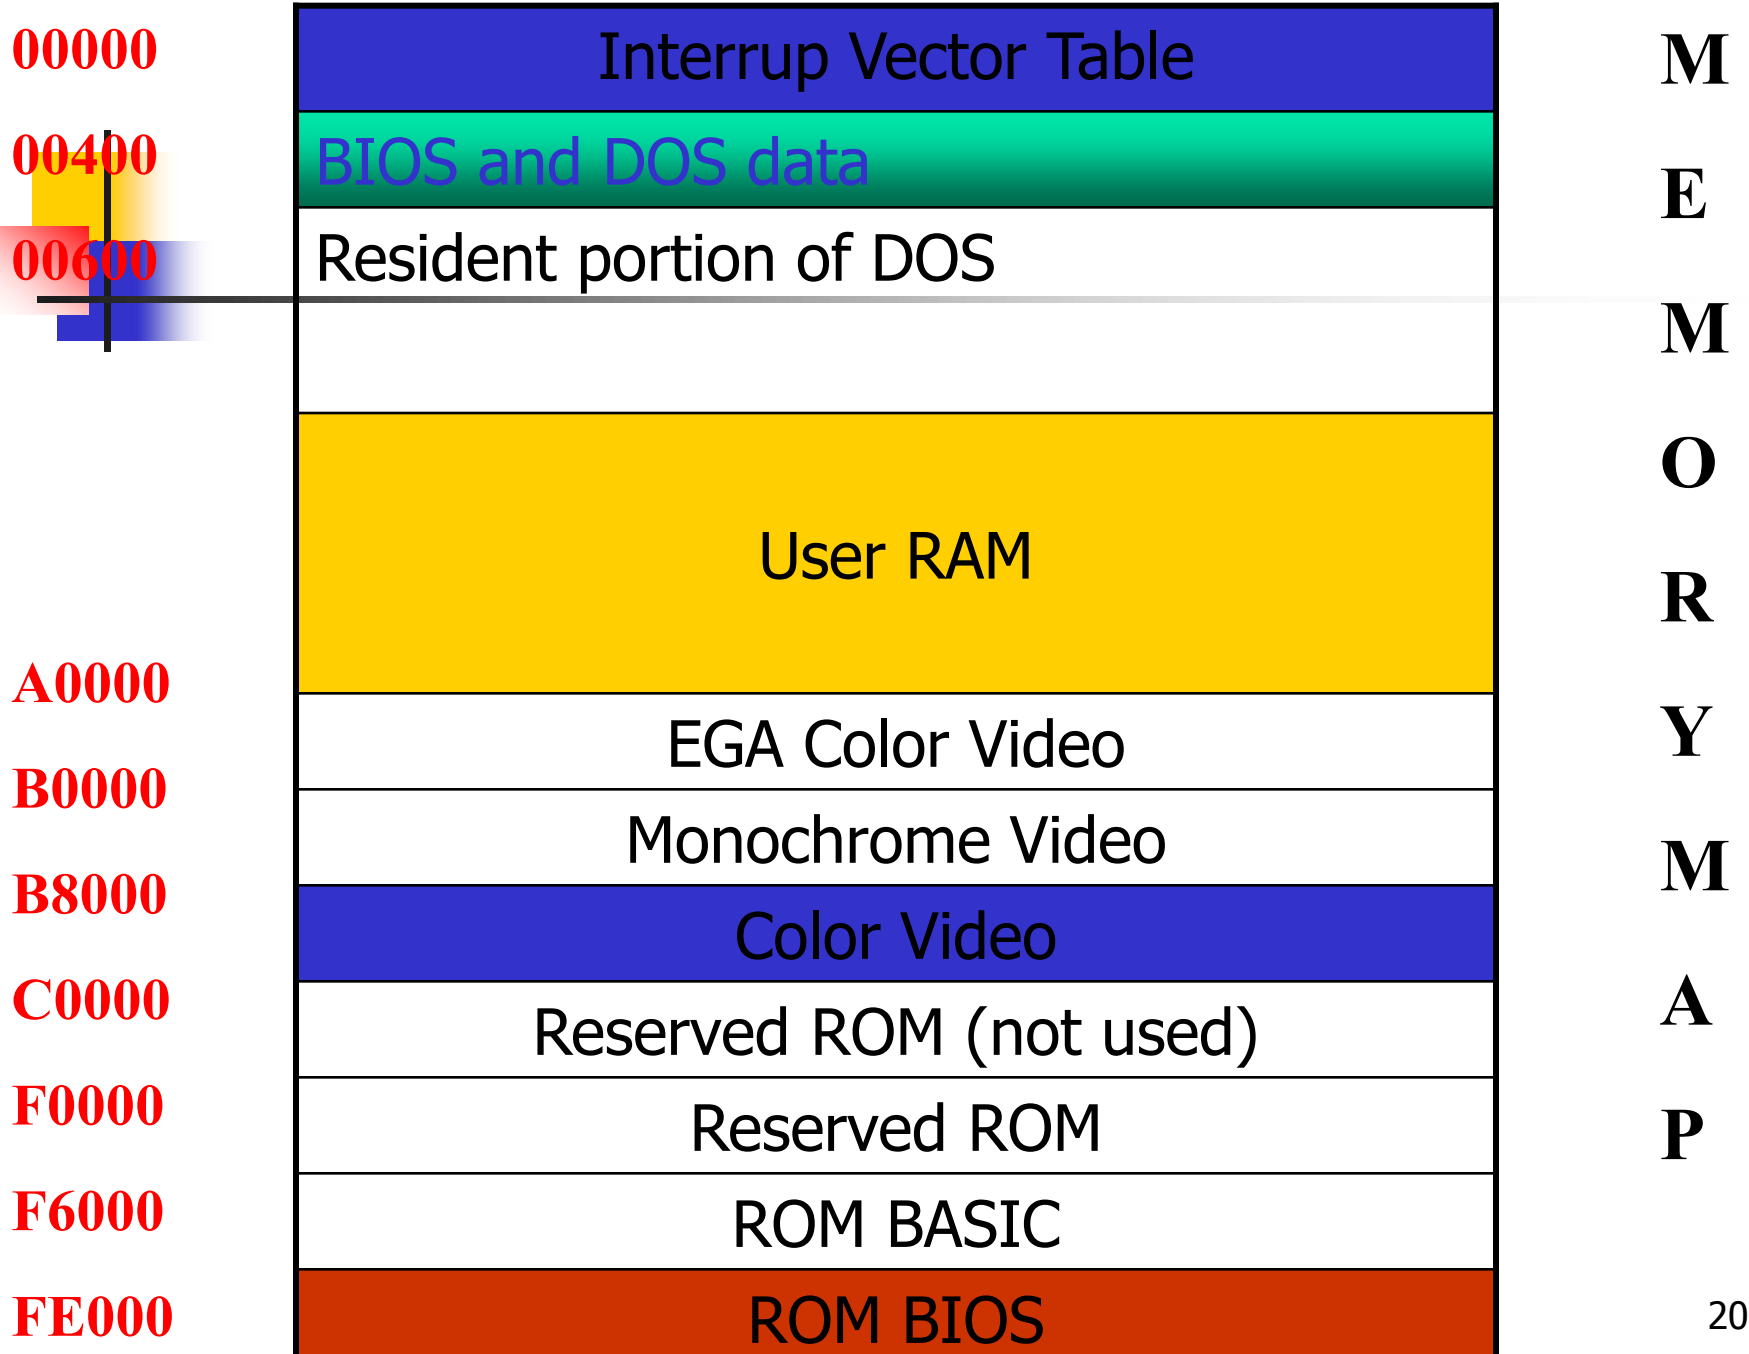 00000
Interrup Vector Table
00400
BIOS and DOS data
00600
Resident portion of DOS
User RAM
A0000
EGA Color Video
B0000
Monochrome Video
B8000
Color Video
C0000
Reserved ROM (not used)
F0000
Reserved ROM
F6000
ROM BASIC
FE000
ROM BIOS
M
E
M
O
R
Y
M
A
P
20